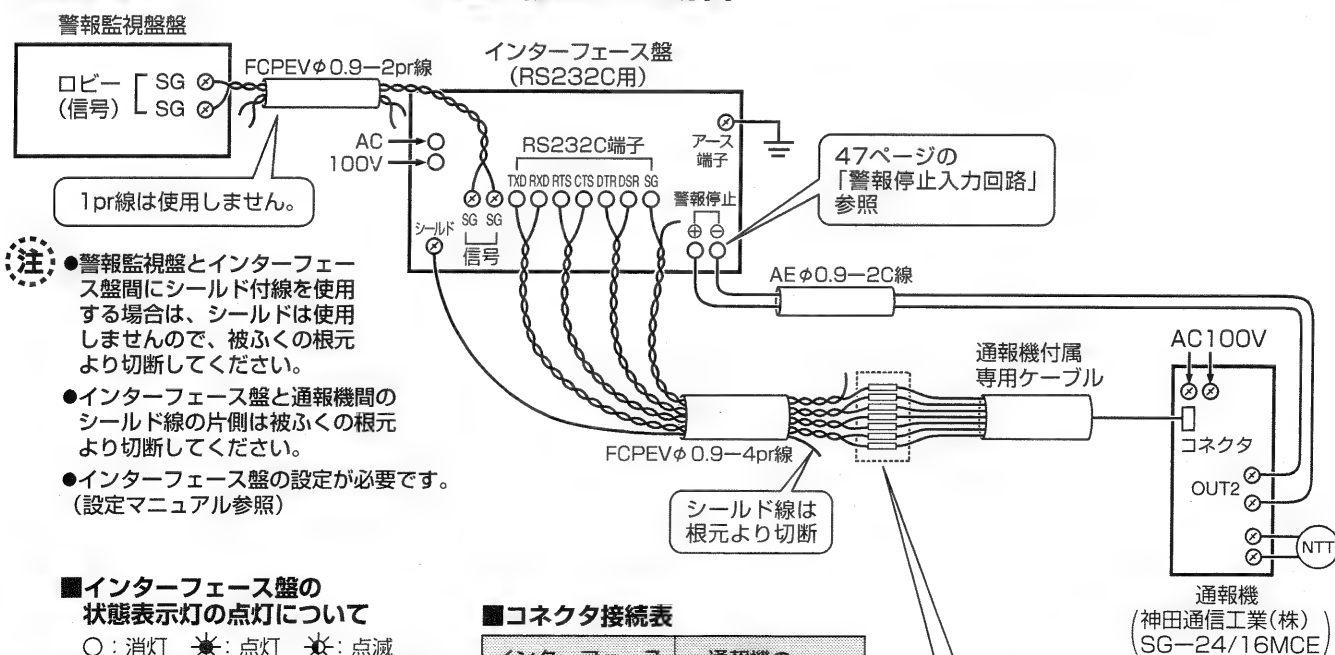 警報監視盤盤
ロビー
(信号)
SG
SG
FCPEVφ0.9−2pr線
1pr線は使用しません。
インターフェース盤
(RS232C用)
AC
100V
RS232C端子
TXD RXD RTS CTS DTR DSR SG
SG SG
信号
シールド
アース
端子
警報停止
⊕ ⊖
47ページの
「警報停止入力回路」
参照
AEφ0.9−2C線
注
●警報監視盤とインターフェー
ス盤間にシールド付線を使用
する場合は、シールドは使用
しませんので、被ふくの根元
より切断してください。
●インターフェース盤と通報機間の
シールド線の片側は被ふくの根元
より切断してください。
●インターフェース盤の設定が必要です。
(設定マニュアル参照)
FCPEVφ0.9−4pr線
シールド線は
根元より切断
通報機付属
専用ケーブル
AC100V
コネクタ
OUT2
NTT
通報機
(神田通信工業(株)
SG−24/16MCE)
■インターフェース盤の
状態表示灯の点灯について
○:消灯 :点灯 :点滅
■コネクタ接続表
インターフェース
通報機の